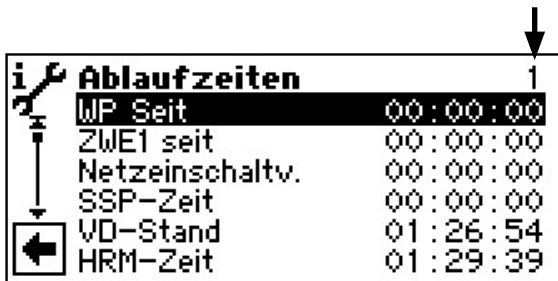 i Ablaufzeiten 1
WP Seit 00:00:00
ZWE1 seit 00:00:00
Netzeinschaltv. 00:00:00
SSP-Zeit 00:00:00
VD-Stand 01:26:54
HRM-Zeit 01:29:39